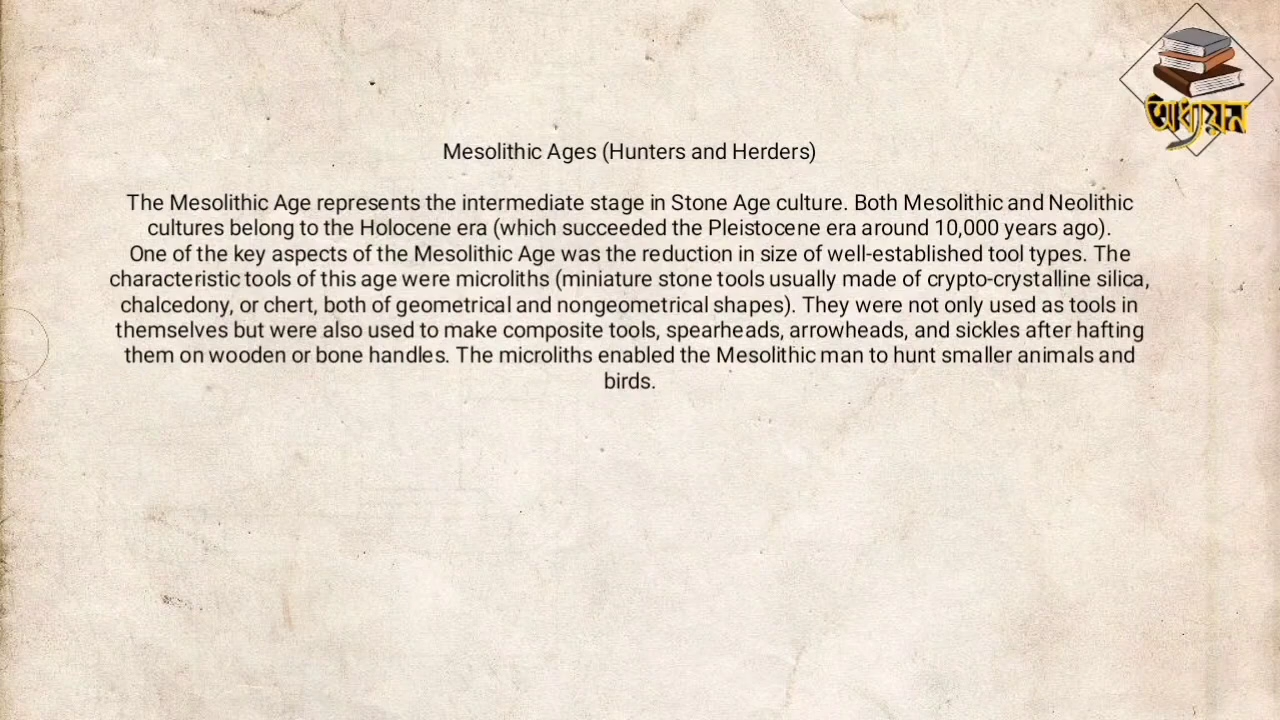 অধ্যয়ন
Mesolithic Ages (Hunters and Herders)
The Mesolithic Age represents the intermediate stage in Stone Age culture. Both Mesolithic and Neolithic
cultures belong to the Holocene era (which succeeded the Pleistocene era around 10,000 years ago).
One of the key aspects of the Mesolithic Age was the reduction in size of well-established tool types. The
characteristic tools of this age were microliths (miniature stone tools usually made of crypto-crystalline silica,
chalcedony, or chert, both of geometrical and nongeometrical shapes). They were not only used as tools in
themselves but were also used to make composite tools, spearheads, arrowheads, and sickles after hafting
them on wooden or bone handles. The microliths enabled the Mesolithic man to hunt smaller animals and
birds.